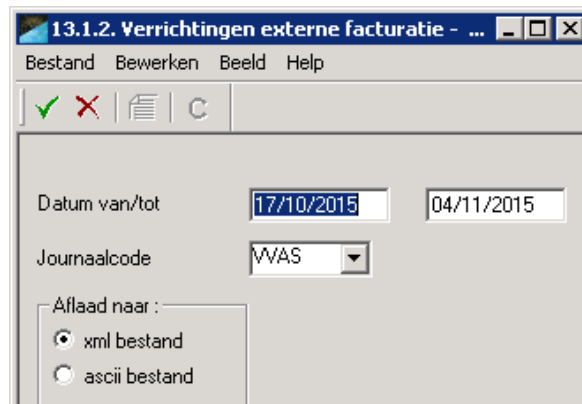 13.1.2. Verrichtingen externe facturatie - ...
Bestand Bewerken Beeld Help
C
Datum van/tot 17/10/2015 04/11/2015
Journaalcode VVAS
Aflaad naar :
xml bestand
ascii bestand